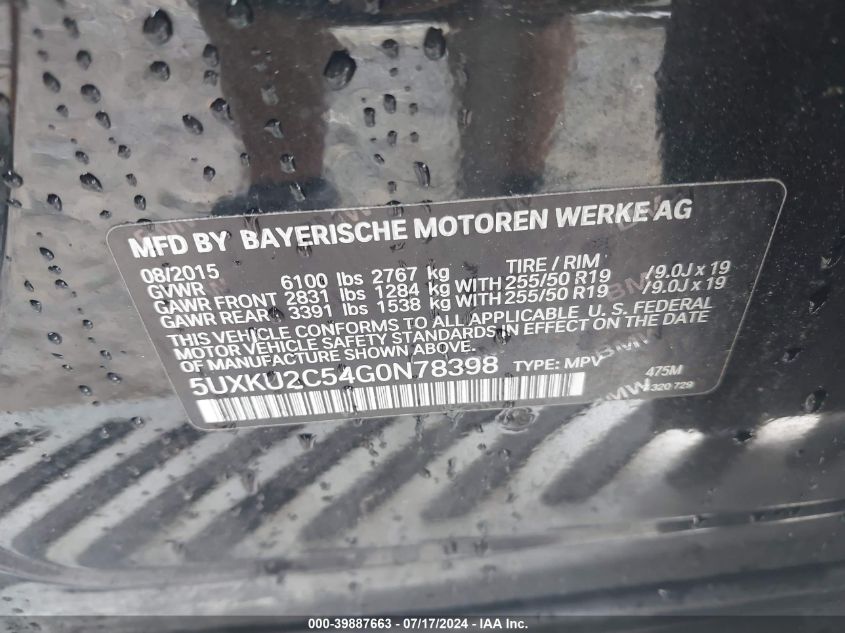 MFD BY BAYERISCHE MOTOREN WERKE AG
08/2015 TIRE / RIM
GVWR 6100 lbs 2767 kg
GAWR FRONT 2831 lbs 1284 kg WITH 255/50 R19 /9.0J x 19
GAWR REAR 3391 lbs 1538 kg WITH 255/50 R19 /9.0J x 19
THIS VEHICLE CONFORMS TO ALL APPLICABLE U. S. FEDERAL
MOTOR VEHICLE SAFETY STANDARDS IN EFFECT ON THE DATE
OF MANUFACTURE SHOWN ABOVE.
5UXKU2C54G0N78398 TYPE: MPV 475M
BMW
BMW
BMW
000-39887663 - 07/17/2024 - IAA Inc.